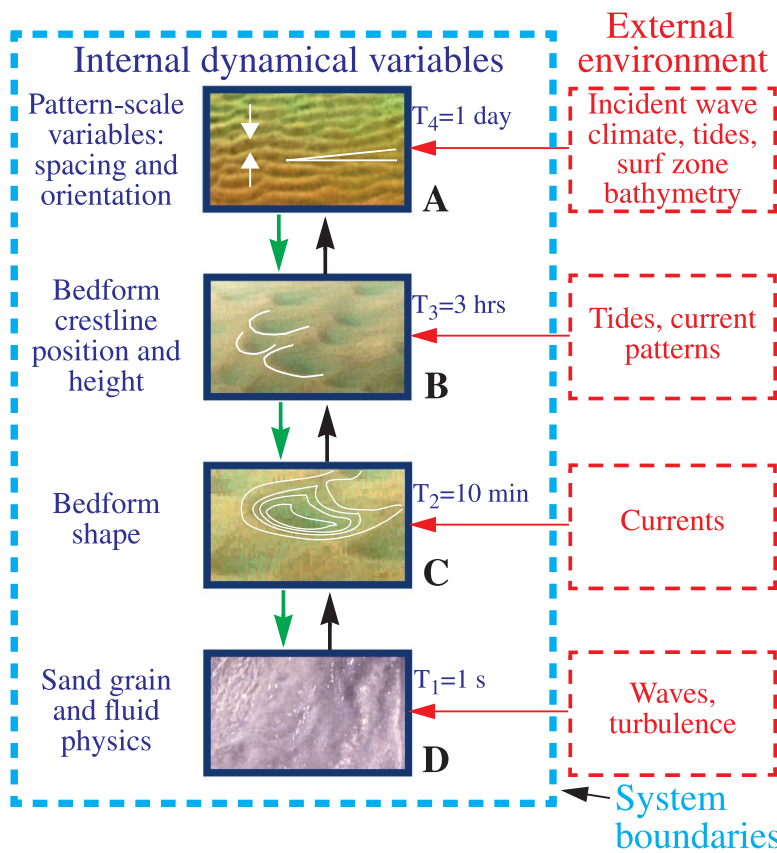 Internal dynamical variables
External
environment
Pattern-scale
variables:
spacing and
orientation
T4=1 day
A
Incident wave
climate, tides,
surf zone
bathymetry
Bedform
crestline
position and
height
T3=3 hrs
B
Tides, current
patterns
Bedform
shape
T2=10 min
C
Currents
Sand grain
and fluid
physics
T1=1 s
D
Waves,
turbulence
System
boundaries